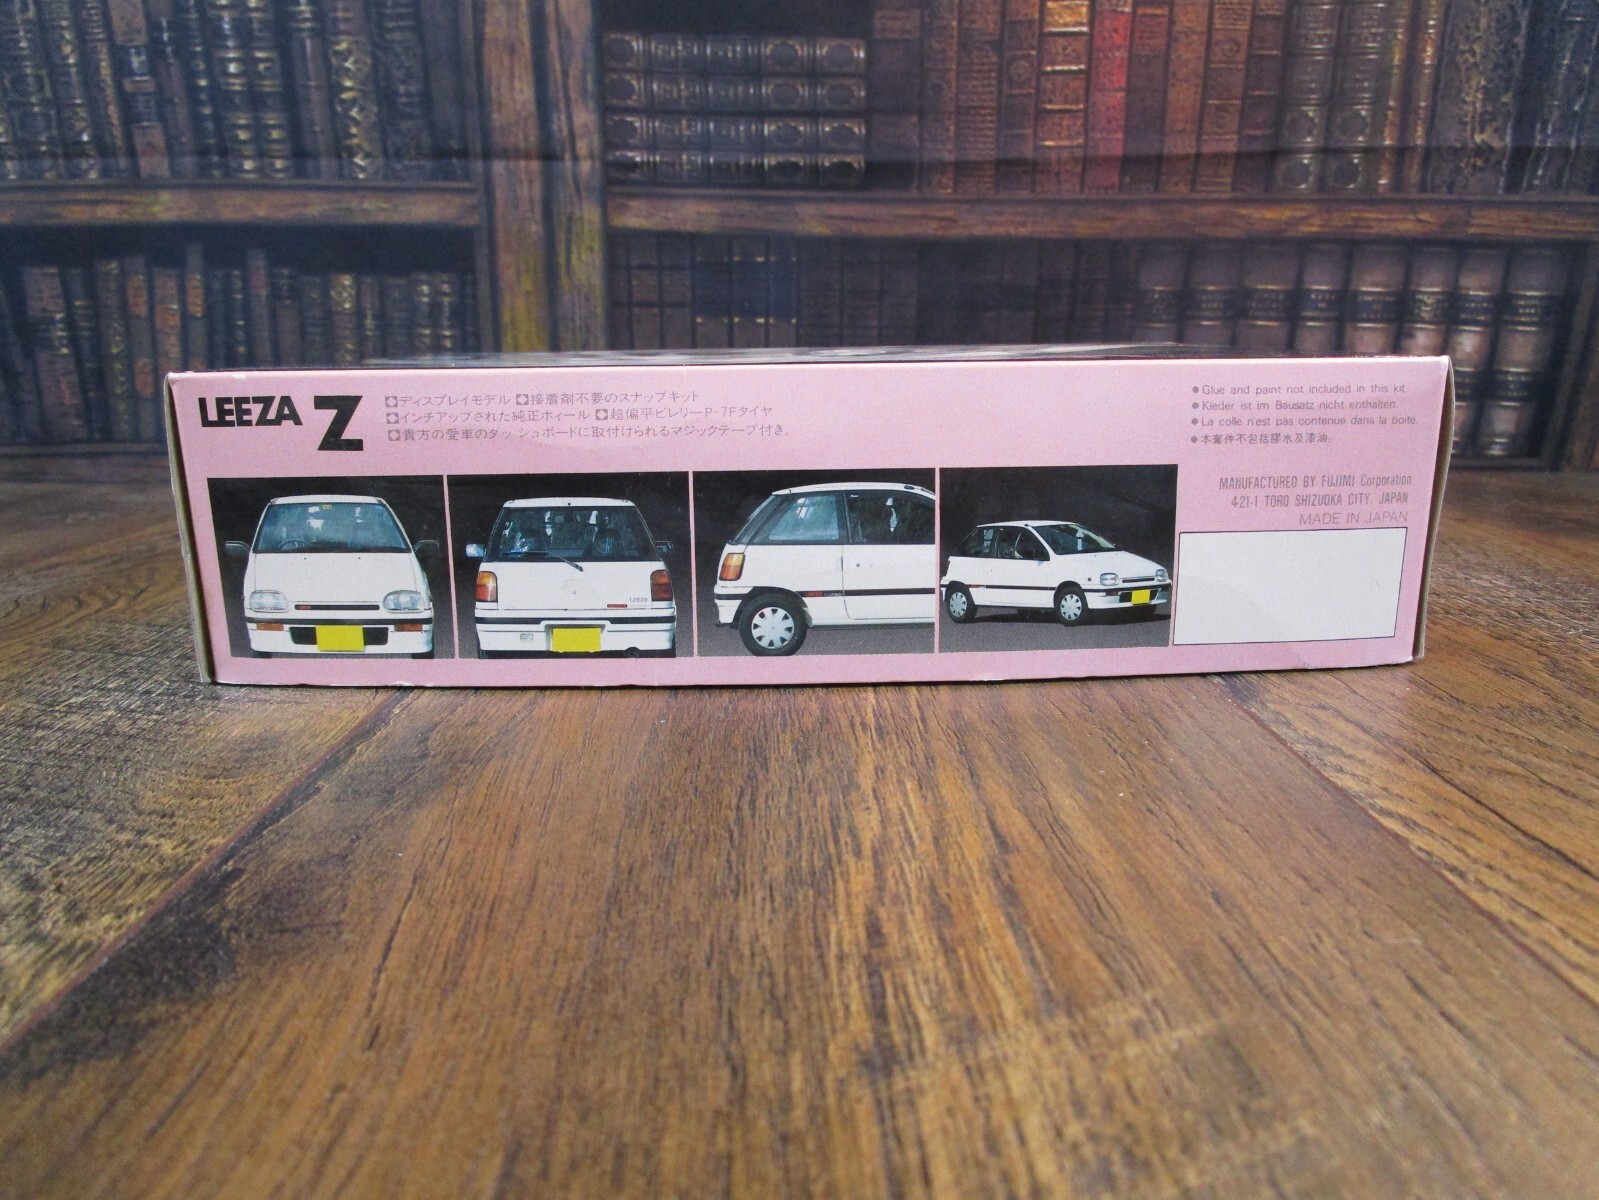 LEEZA Z
ディスプレイモデル 接着剤不要のスナップキット
インチアップされた純正ホィール 超偏平ピレリーP-7Fタイヤ
貴方の愛車のダッシュボードに取付けられるマジックテープ付き。
● Glue and paint not included in this kit.
● Kleder ist im Bausatz nicht enthalten.
● La colle n'est pas contenue dans la boite.
● 本套件不包括膠水及漆油。
MANUFACTURED BY FUJIMI Corporation
4-21-1 TORO SHIZUOKA CITY, JAPAN
MADE IN JAPAN
LEEZA